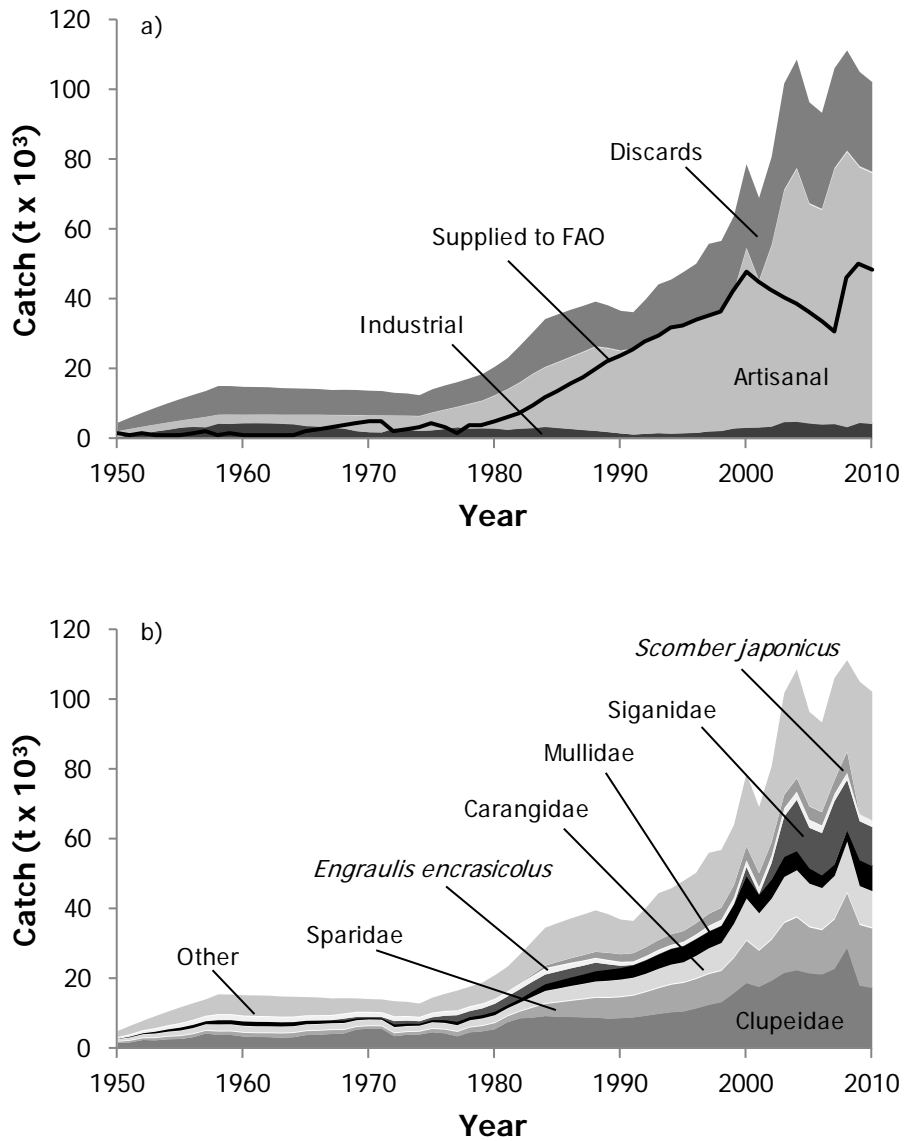 a)
Catch (t x 10³)
120
100
80
60
40
20
0
Discards
Supplied to FAO
Industrial
Artisanal
1950 1960 1970 1980 1990 2000 2010
Year
b)
Catch (t x 10³)
120
100
80
60
40
20
0
Scomber japonicus
Siganidae
Mullidae
Carangidae
Engraulis encrasicolus
Sparidae
Other
Clupeidae
1950 1960 1970 1980 1990 2000 2010
Year